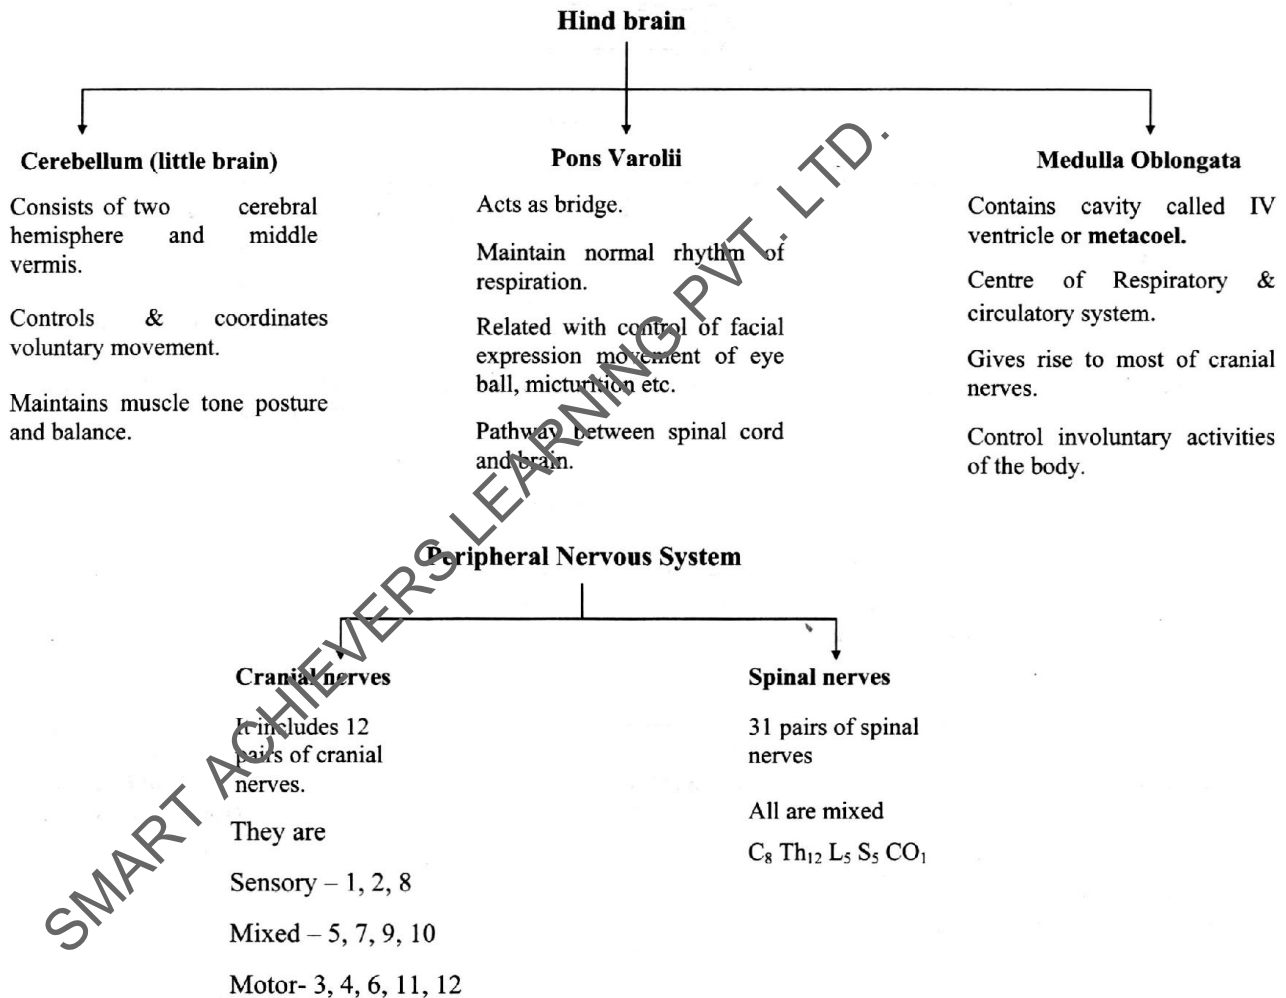 Hind brain
Cerebellum (little brain)
Consists of two cerebral
hemisphere and middle
vermis.
Controls & coordinates
voluntary movement.
Maintains muscle tone posture
and balance.
Pons Varolii
Acts as bridge.
Maintain normal rhythm of
respiration.
Related with control of facial
expression movement of eye
ball, micturition etc.
Pathway between spinal cord
and brain.
Medulla Oblongata
Contains cavity called IV
ventricle or metacoel.
Centre of Respiratory &
circulatory system.
Gives rise to most of cranial
nerves.
Control involuntary activities
of the body.
Peripheral Nervous System
Cranial nerves
It includes 12
pairs of cranial
nerves.
They are
Sensory – 1, 2, 8
Mixed – 5, 7, 9, 10
Motor- 3, 4, 6, 11, 12
Spinal nerves
31 pairs of spinal
nerves
All are mixed
C₈ Th₁₂ L₅ S₅ CO₁
SMART ACHIEVERS LEARNING PVT. LTD.